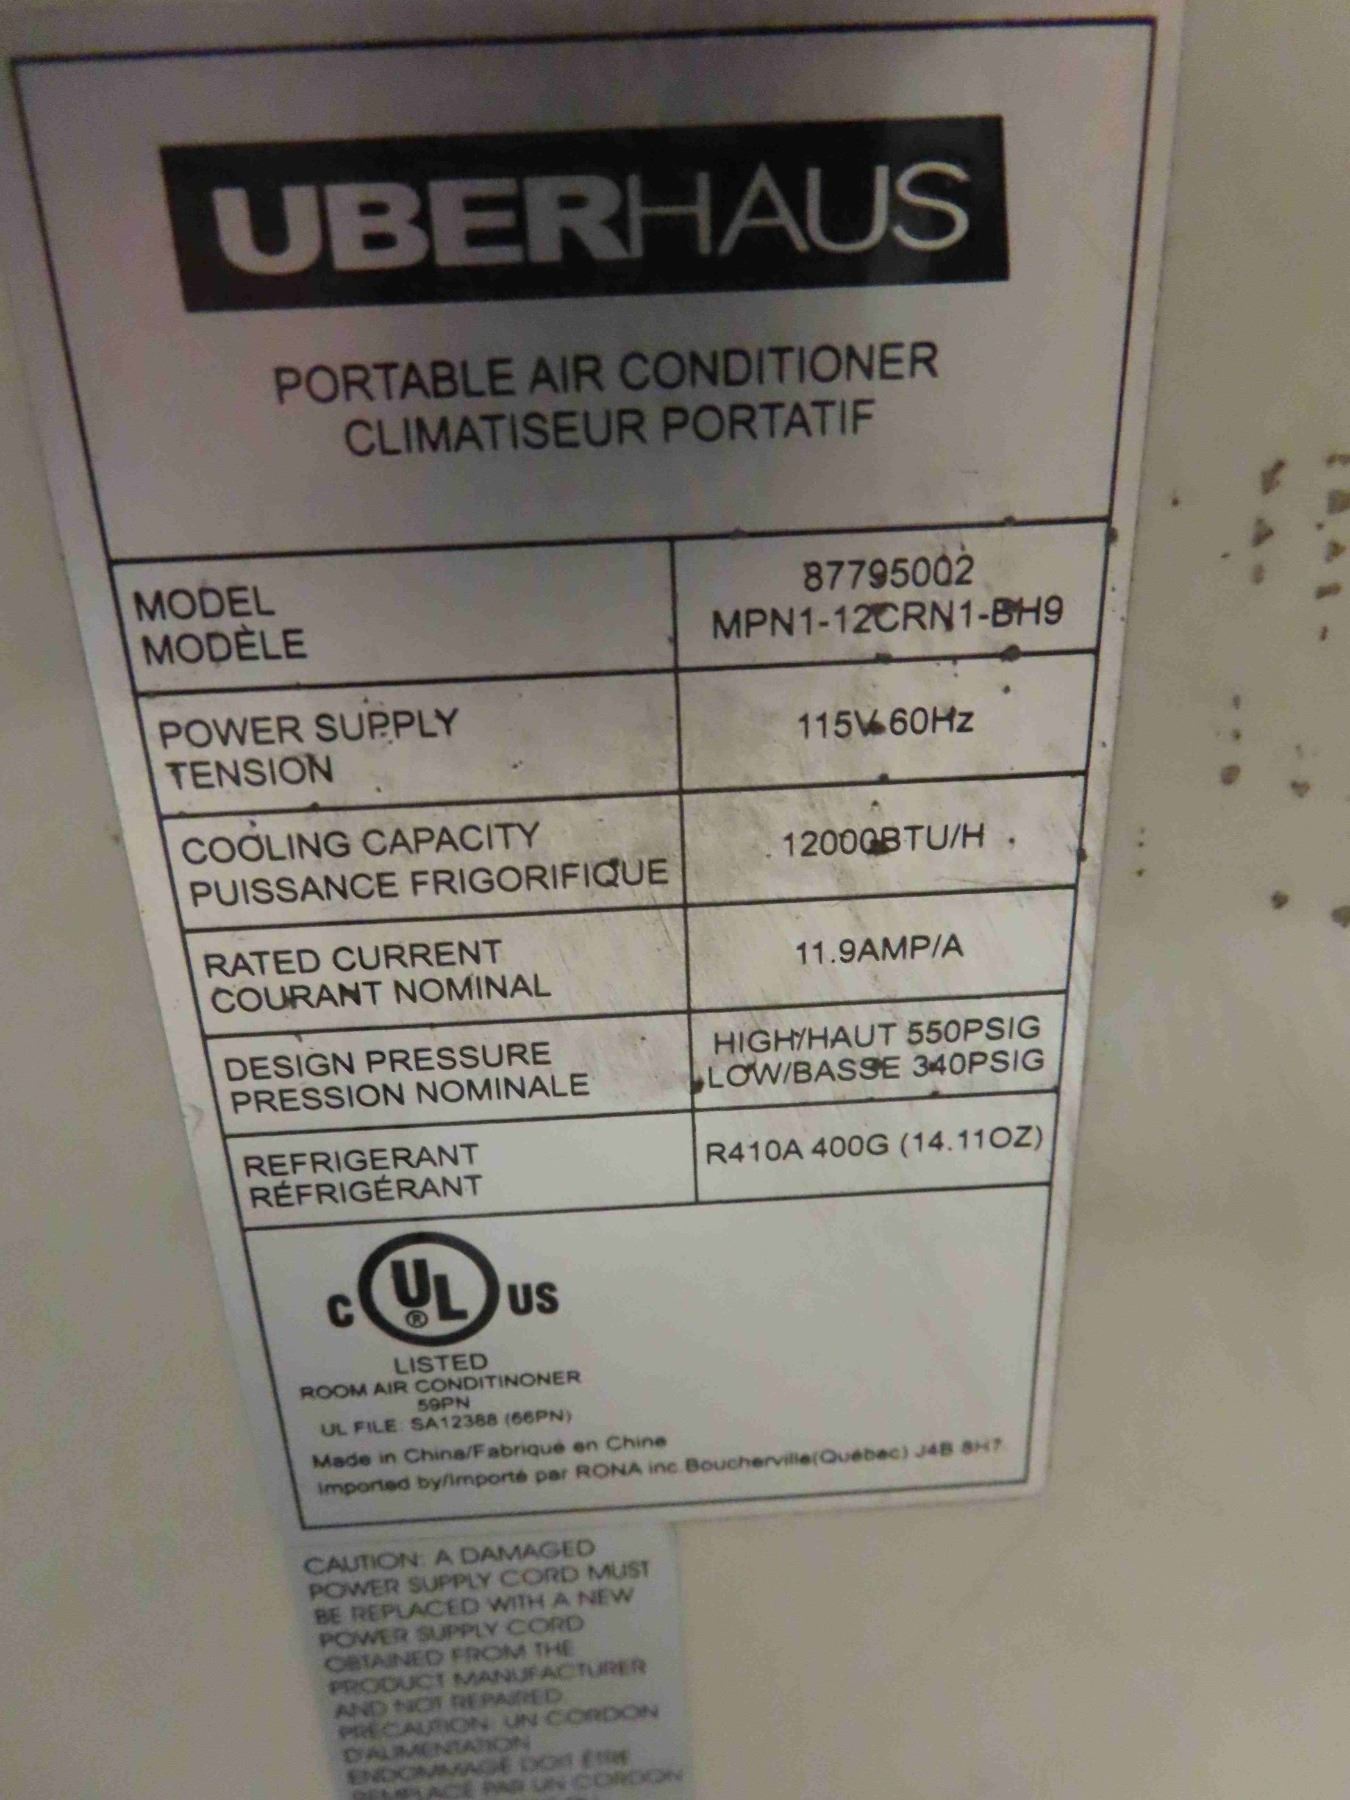 UBERHAUS
PORTABLE AIR CONDITIONER
CLIMATISEUR PORTATIF
MODEL
MODÈLE
87795002
MPN1-12CRN1-BH9
POWER SUPPLY
TENSION
115V 60Hz
COOLING CAPACITY
PUISSANCE FRIGORIFIQUE
12000BTU/H
RATED CURRENT
COURANT NOMINAL
11.9AMP/A
DESIGN PRESSURE
PRESSION NOMINALE
HIGH/HAUT 550PSIG
LOW/BASSE 340PSIG
REFRIGERANT
RÉFRIGÉRANT
R410A 400G (14.11OZ)
C UL ® US
LISTED
ROOM AIR CONDITINONER
59PN
UL FILE: SA12388 (66PN)
Made in China/Fabriqué en Chine
Imported by/Importé par RONA inc.Boucherville(Québec) J4B 8H7
CAUTION: A DAMAGED
POWER SUPPLY CORD MUST
BE REPLACED WITH A NEW
POWER SUPPLY CORD
OBTAINED FROM THE
PRODUCT MANUFACTURER
AND NOT REPAIRED
PRÉCAUTION: UN CORDON
D'ALIMENTATION
ENDOMMAGÉ DOIT ÊTRE
REMPLACÉ PAR UN CORDON